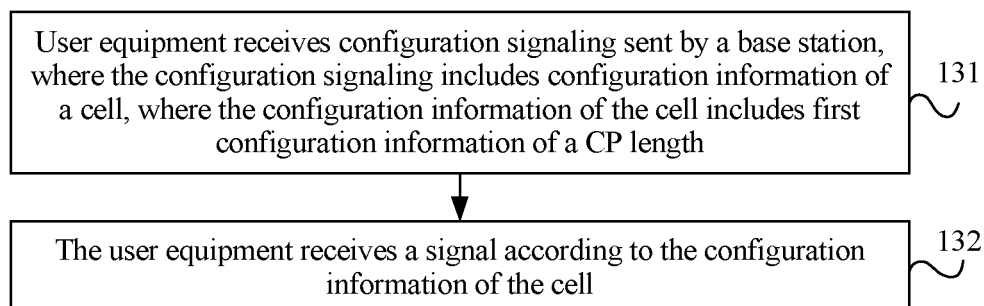 User equipment receives configuration signaling sent by a base station,
where the configuration signaling includes configuration information of
a cell, where the configuration information of the cell includes first
configuration information of a CP length
131
The user equipment receives a signal according to the configuration
information of the cell
132